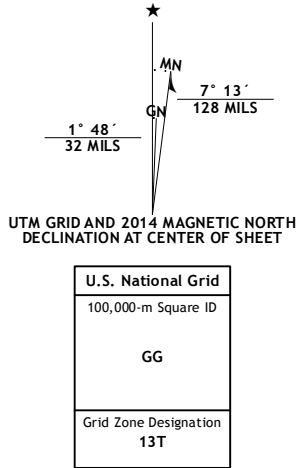 ★
MN
GN
7° 13´
128 MILS
1° 48´
32 MILS
UTM GRID AND 2014 MAGNETIC NORTH
DECLINATION AT CENTER OF SHEET
U.S. National Grid
100,000-m Square ID
GG
Grid Zone Designation
13T